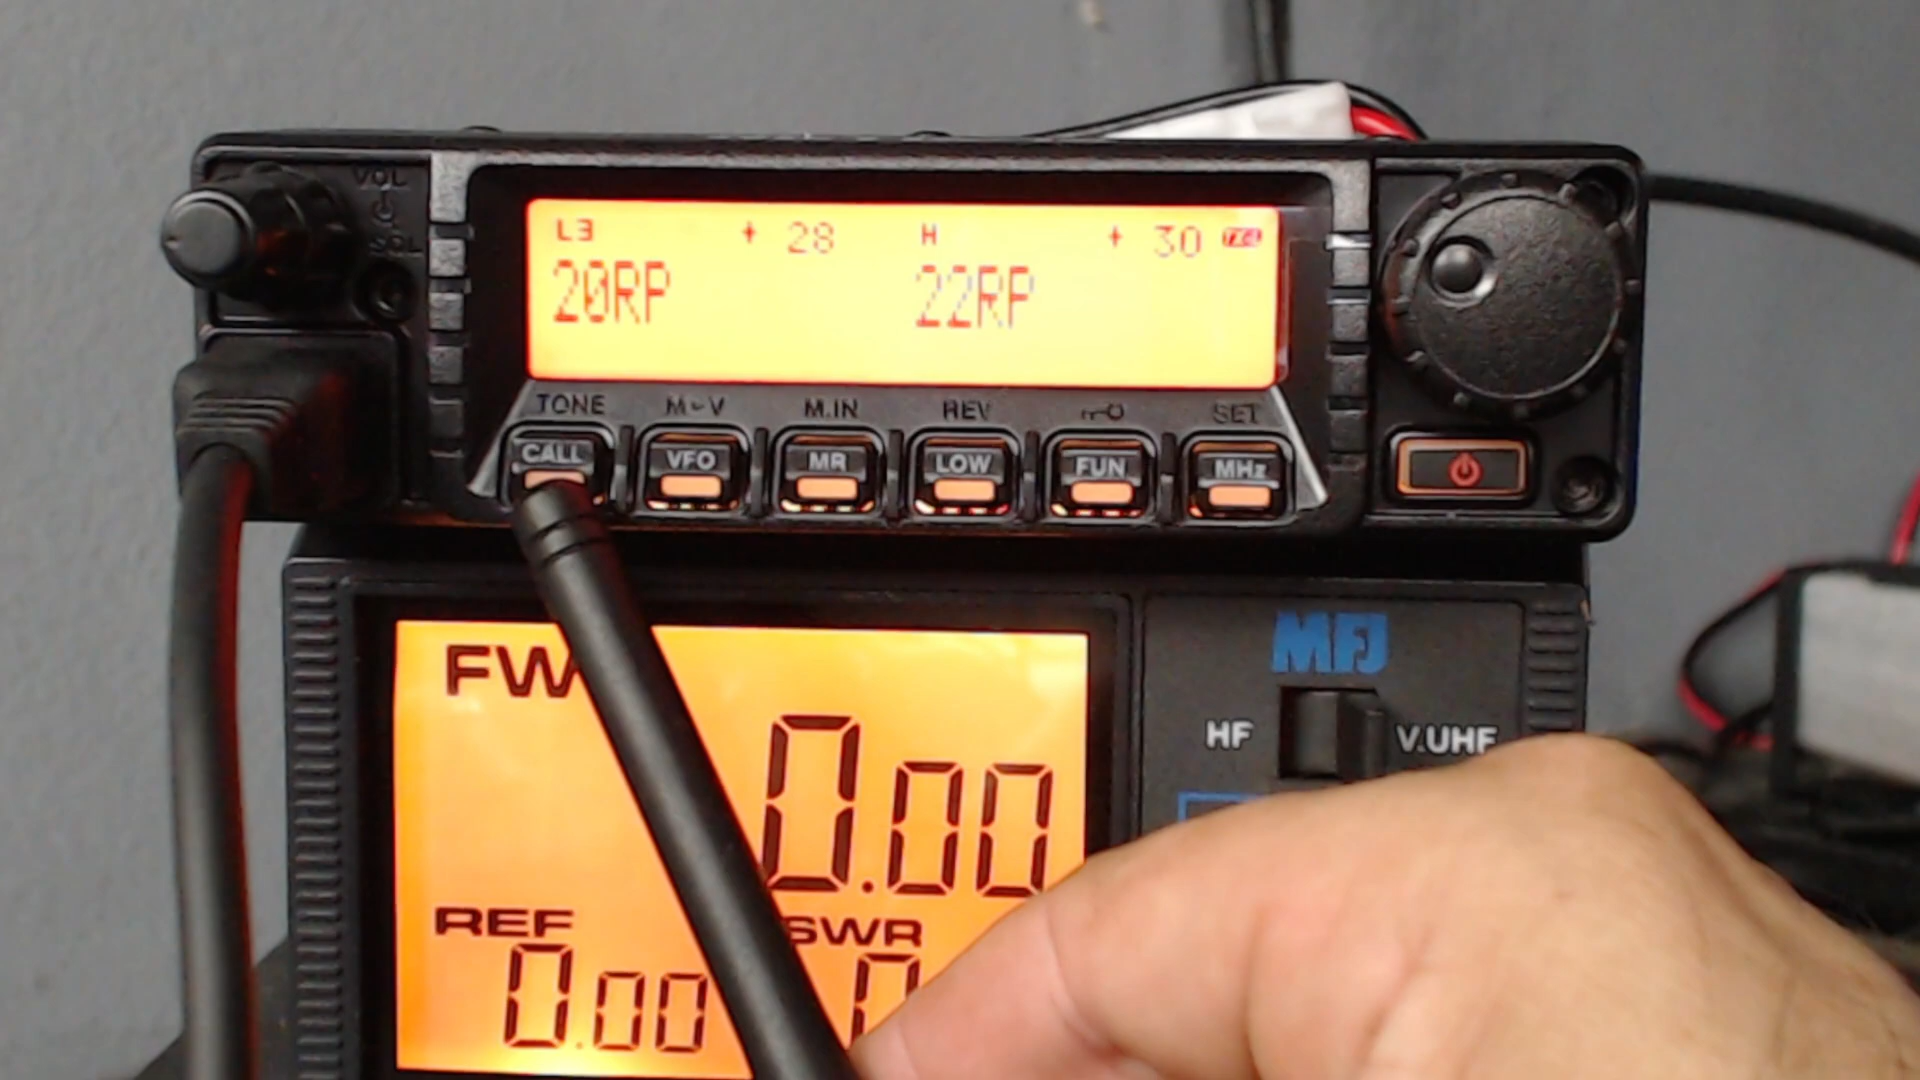 VOL
SQL
L3 + 28 H + 30
20RP 22RP
TONE M V M.IN REV SET
CALL VFO MR LOW FUN MHz
FW
0.00
REF
0.00
SWR
0
MFJ
HF V.UHF